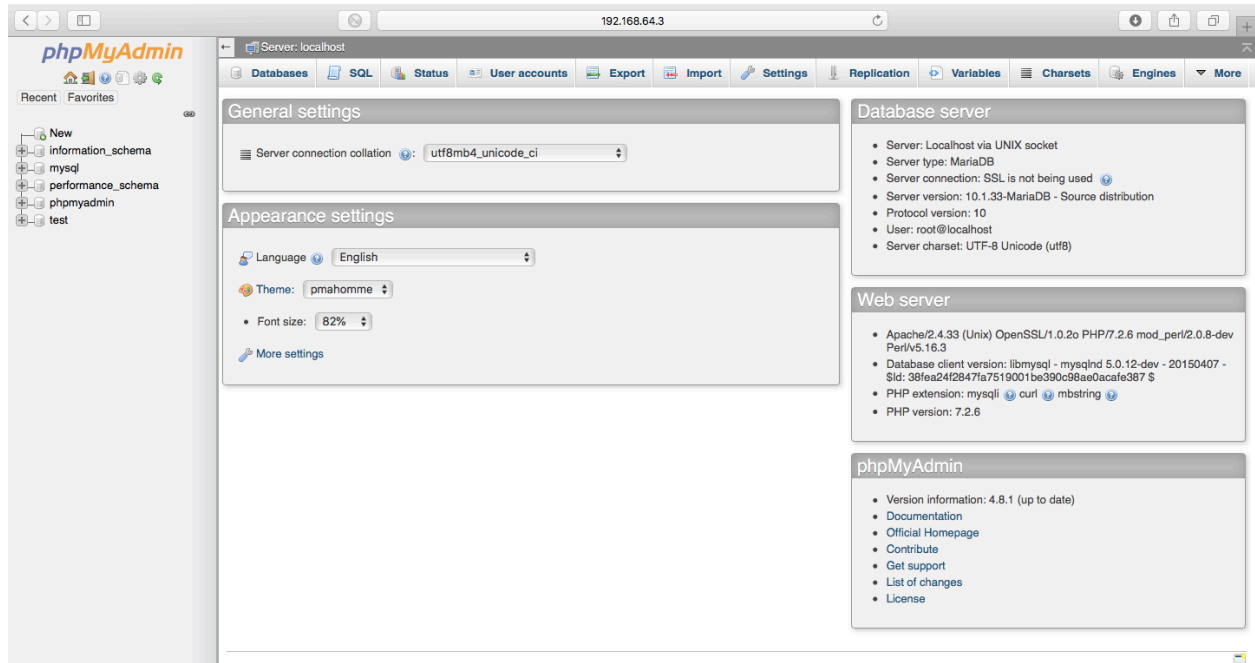 192.168.64.3
phpMyAdmin
Recent Favorites
New
information_schema
mysql
performance_schema
phpmyadmin
test
Server: localhost
Databases SQL Status User accounts Export Import Settings Replication Variables Charsets Engines More
General settings
Server connection collation : utf8mb4_unicode_ci
Appearance settings
Language English
Theme: pmahomme
Font size: 82%
More settings
Database server
Server: Localhost via UNIX socket
Server type: MariaDB
Server connection: SSL is not being used
Server version: 10.1.33-MariaDB - Source distribution
Protocol version: 10
User: root@localhost
Server charset: UTF-8 Unicode (utf8)
Web server
Apache/2.4.33 (Unix) OpenSSL/1.0.2o PHP/7.2.6 mod_perl/2.0.8-dev
Perl/v5.16.3
Database client version: libmysql - mysqlnd 5.0.12-dev - 20150407 -
$Id: 38fea24f2847fa7519001be390c98ae0acafe387 $
PHP extension: mysqli curl mbstring
PHP version: 7.2.6
phpMyAdmin
Version information: 4.8.1 (up to date)
Documentation
Official Homepage
Contribute
Get support
List of changes
License